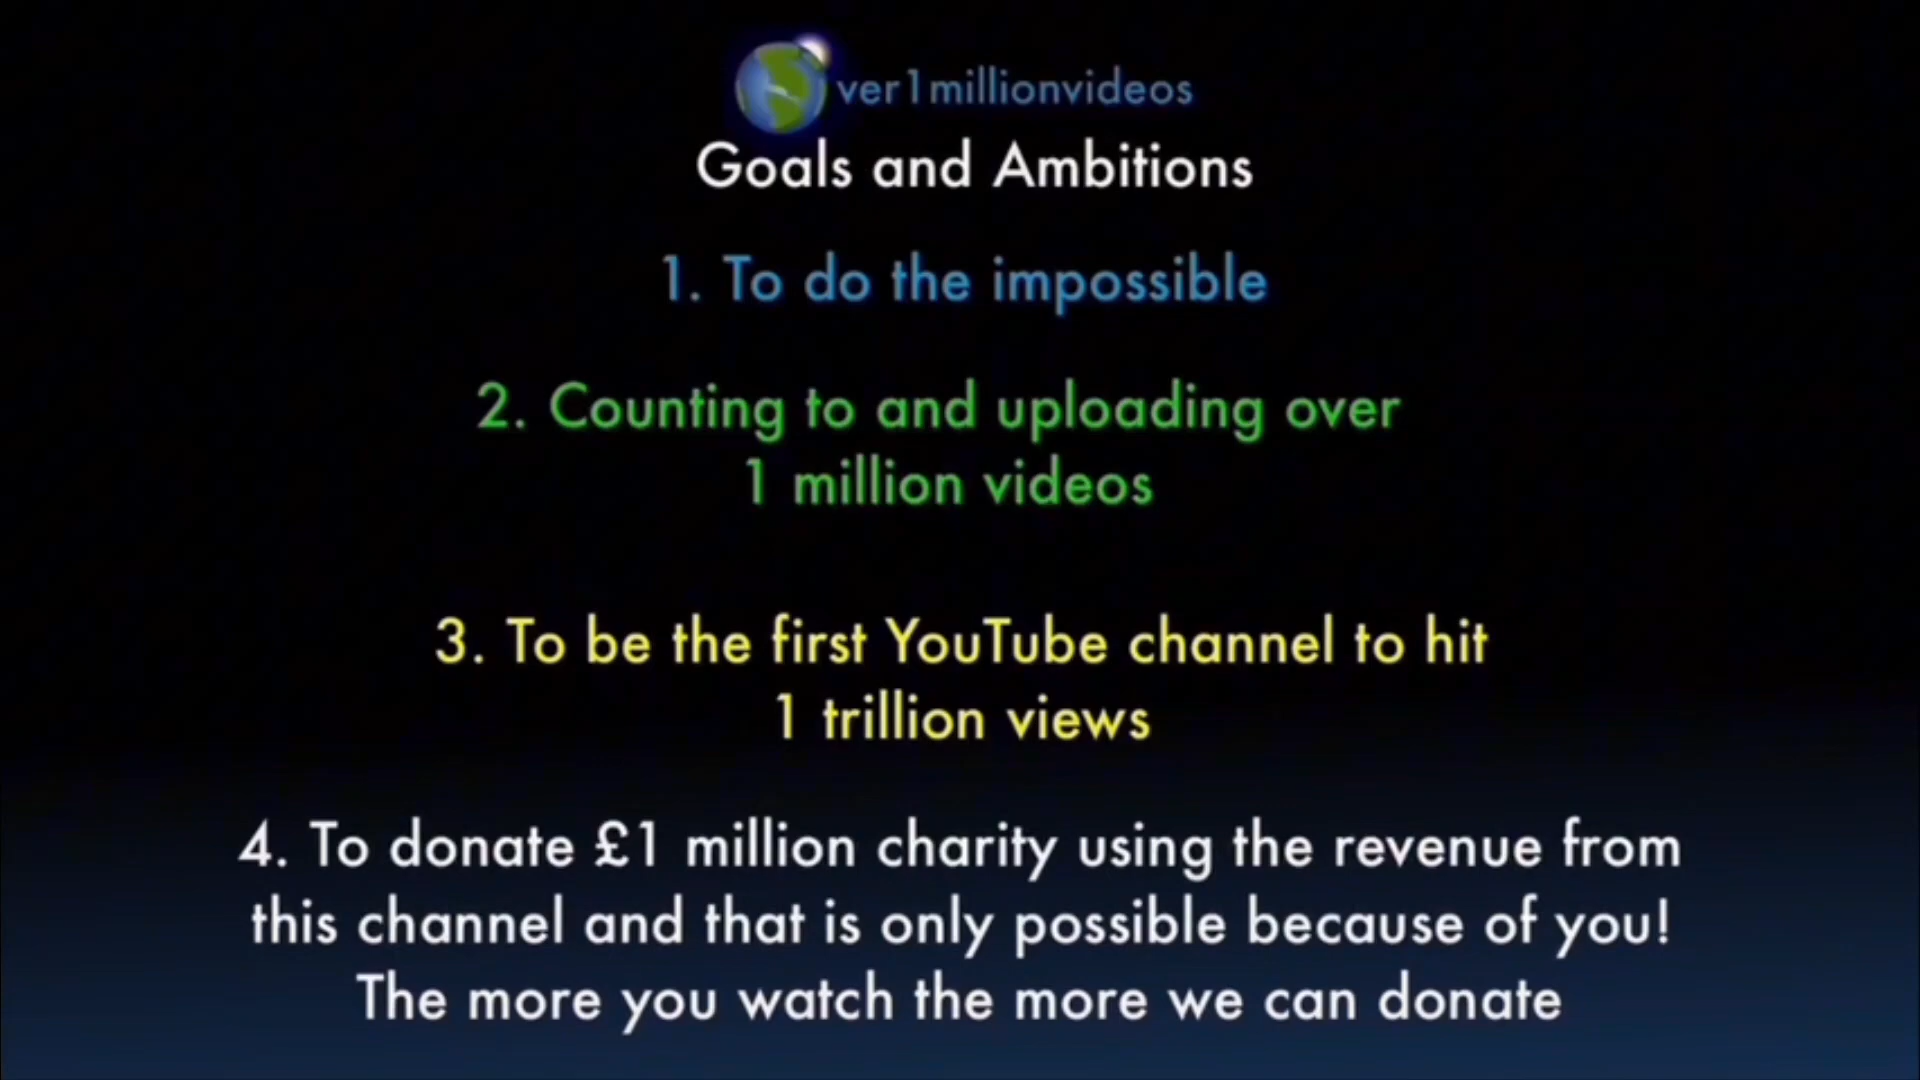 ver1millionvideos
Goals and Ambitions
1. To do the impossible
2. Counting to and uploading over
1 million videos
3. To be the first YouTube channel to hit
1 trillion views
4. To donate £1 million charity using the revenue from
this channel and that is only possible because of you!
The more you watch the more we can donate